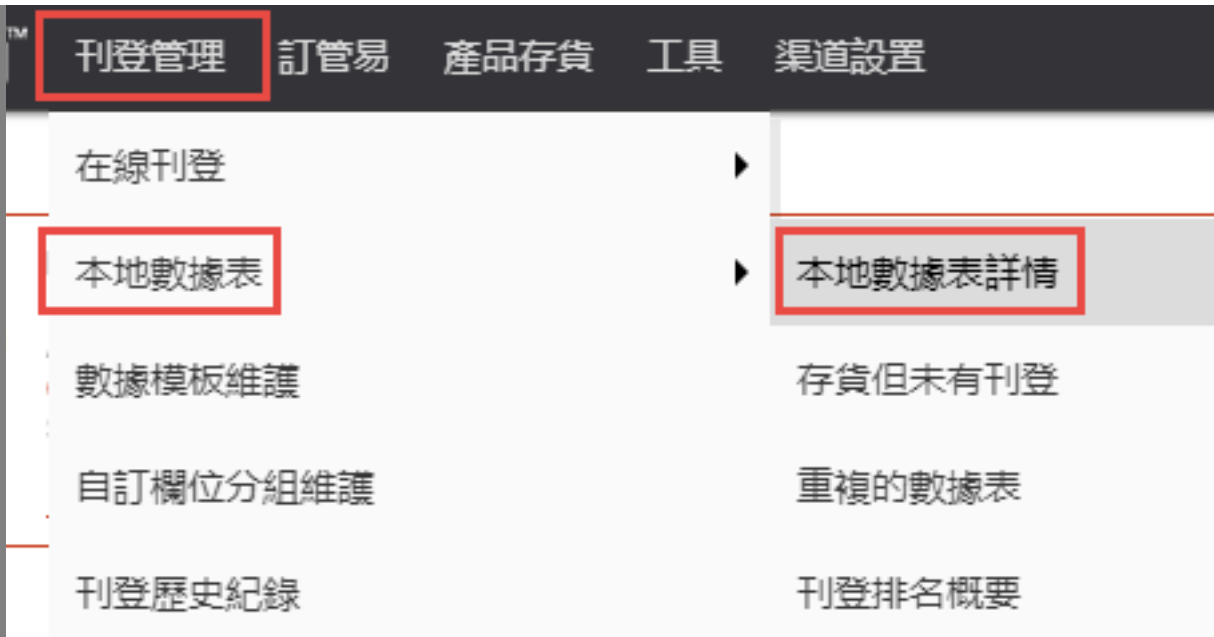 ™ 刊登管理 訂管易 產品存貨 工具 渠道設置
在線刊登
本地數據表 本地數據表詳情
數據模板維護 存貨但未有刊登
自訂欄位分組維護 重複的數據表
刊登歷史紀錄 刊登排名概要